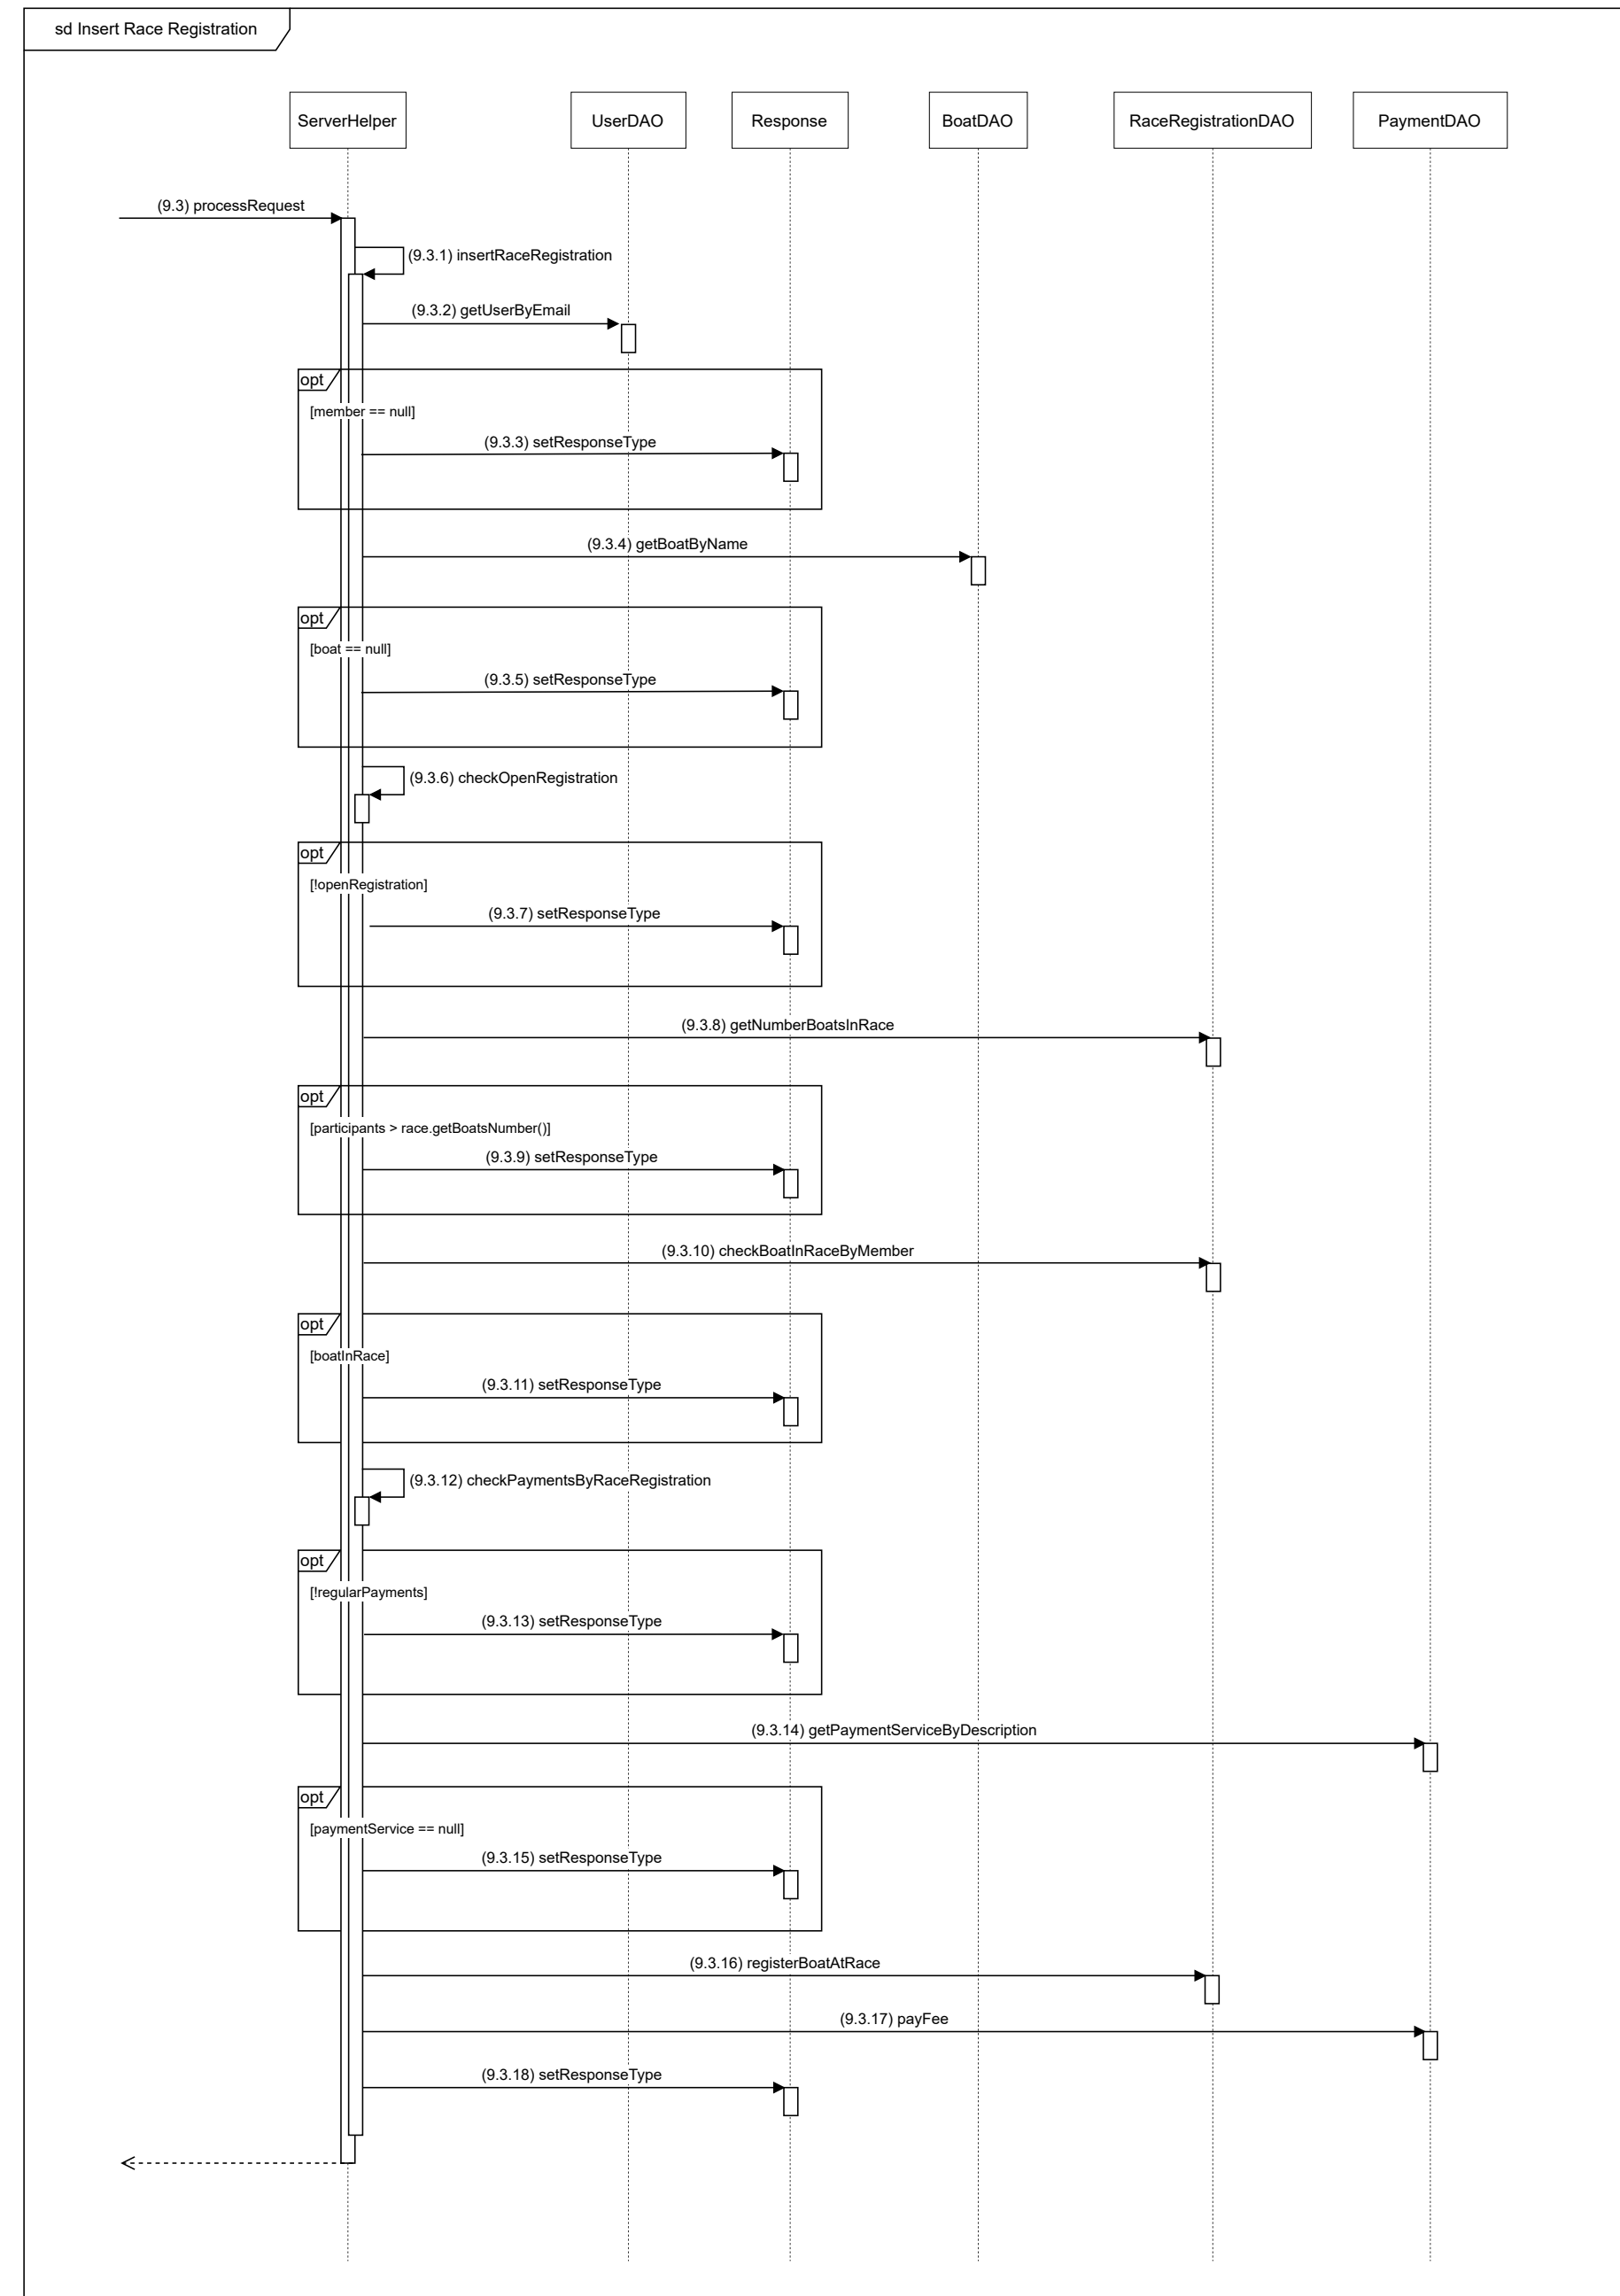 sd Insert Race Registration
ServerHelper
UserDAO
Response
BoatDAO
RaceRegistrationDAO
PaymentDAO
(9.3) processRequest
(9.3.1) insertRaceRegistration
(9.3.2) getUserByEmail
opt
[member == null]
(9.3.3) setResponseType
(9.3.4) getBoatByName
opt
[boat == null]
(9.3.5) setResponseType
(9.3.6) checkOpenRegistration
opt
[!openRegistration]
(9.3.7) setResponseType
(9.3.8) getNumberBoatsInRace
opt
[participants > race.getBoatsNumber()]
(9.3.9) setResponseType
(9.3.10) checkBoatInRaceByMember
opt
[boatInRace]
(9.3.11) setResponseType
(9.3.12) checkPaymentsByRaceRegistration
opt
[!regularPayments]
(9.3.13) setResponseType
(9.3.14) getPaymentServiceByDescription
opt
[paymentService == null]
(9.3.15) setResponseType
(9.3.16) registerBoatAtRace
(9.3.17) payFee
(9.3.18) setResponseType